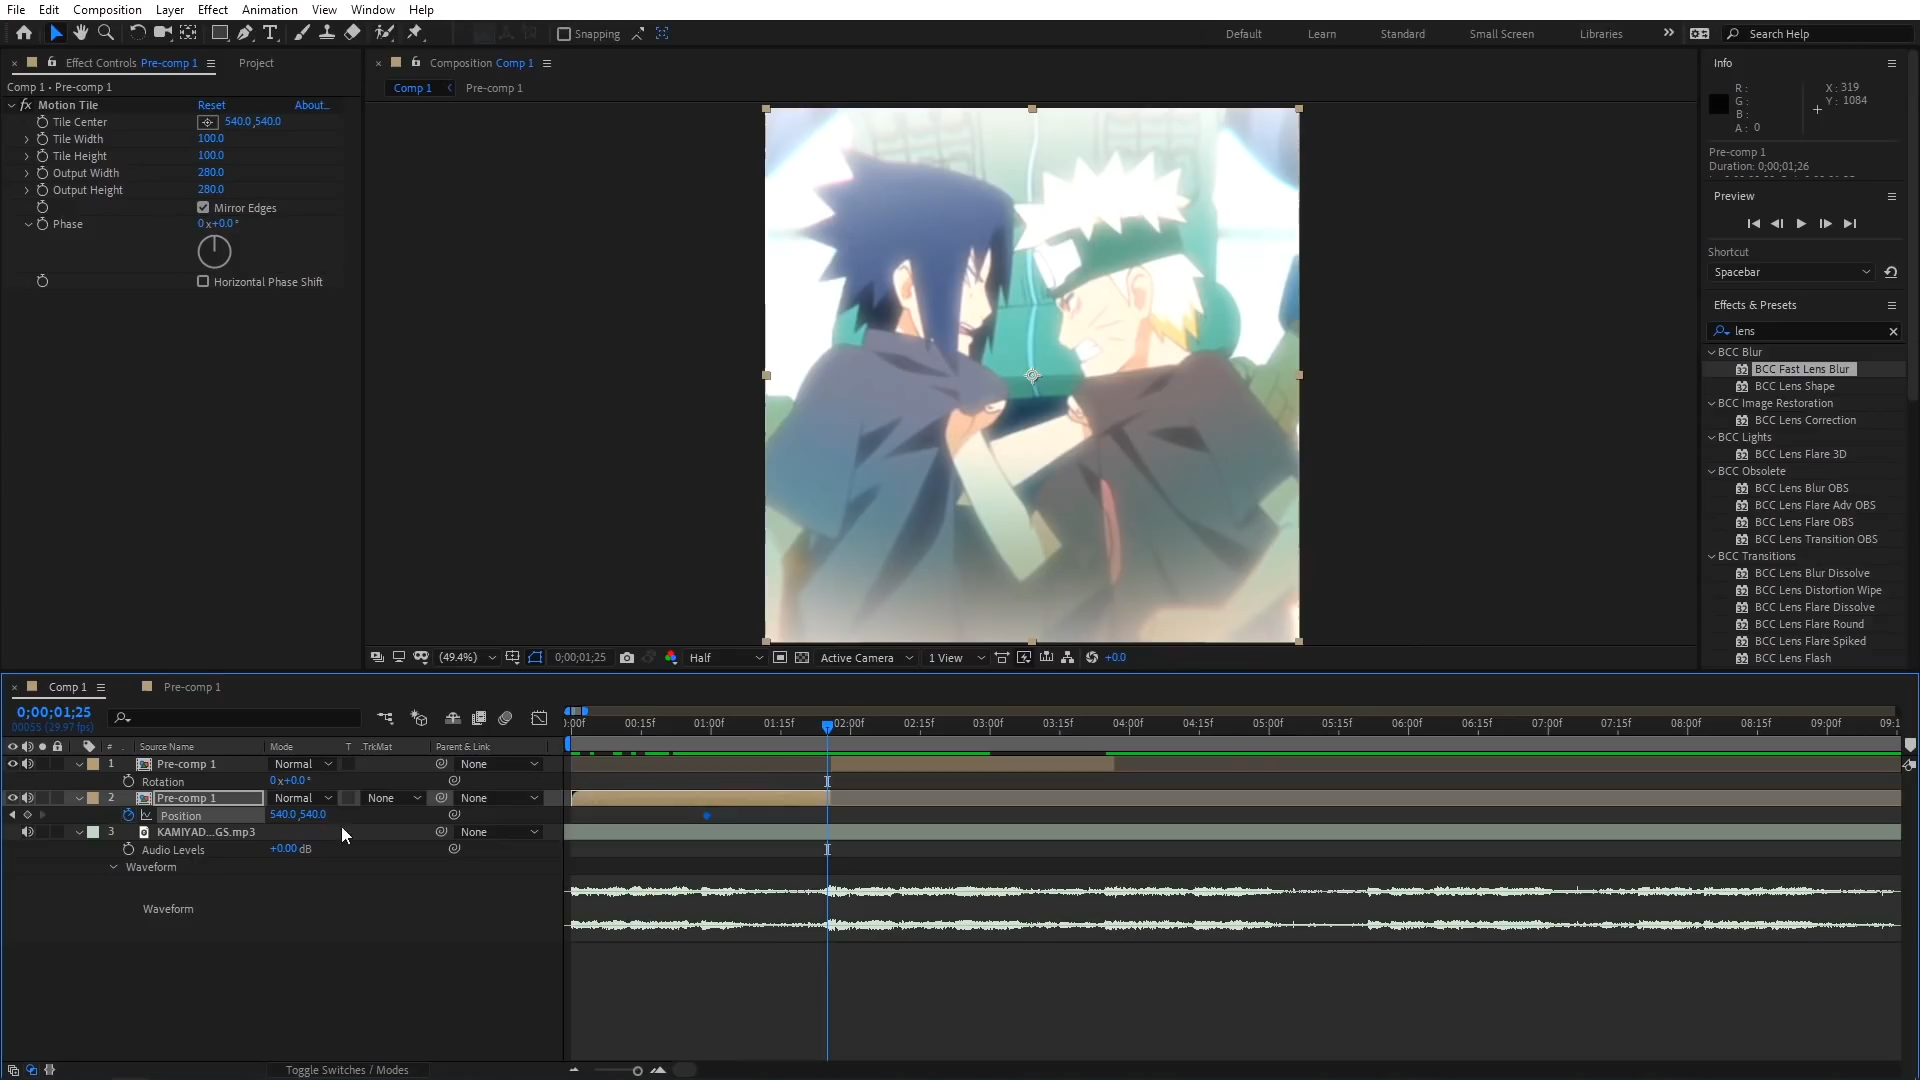 File Edit Composition Layer Effect Animation View Window Help
Snapping Default Learn Standard Small Screen Libraries Search Help
Effect Controls Pre-comp 1 Project
Comp 1 • Pre-comp 1
fx Motion Tile Reset About...
Tile Center 540.0,540.0
Tile Width 100.0
Tile Height 100.0
Output Width 280.0
Output Height 280.0
Mirror Edges
Phase 0x+0.0°
Horizontal Phase Shift
Composition Comp 1
Comp 1 Pre-comp 1
(49.4%) 0;00;01;25 Half Active Camera 1 View +0.0
Info
R : X : 319
G : Y : 1084
B :
A : 0
Pre-comp 1
Duration: 0;00;01;26
Preview
Shortcut
Spacebar
Effects & Presets
lens
BCC Blur
BCC Fast Lens Blur
BCC Lens Shape
BCC Image Restoration
BCC Lens Correction
BCC Lights
BCC Lens Flare 3D
BCC Obsolete
BCC Lens Blur OBS
BCC Lens Flare Adv OBS
BCC Lens Flare OBS
BCC Lens Transition OBS
BCC Transitions
BCC Lens Blur Dissolve
BCC Lens Distortion Wipe
BCC Lens Flare Dissolve
BCC Lens Flare Round
BCC Lens Flare Spiked
BCC Lens Flash
Comp 1 Pre-comp 1
0;00;01;25
00055 (29.97 fps)
:00f 00:15f 01:00f 01:15f 02:00f 02:15f 03:00f 03:15f 04:00f 04:15f 05:00f 05:15f 06:00f 06:15f 07:00f 07:15f 08:00f 08:15f 09:00f 09:1
# Source Name Mode T .TrkMat Parent & Link
1 Pre-comp 1 Normal None
Rotation 0x+0.0°
2 Pre-comp 1 Normal None None
Position 540.0,540.0
3 KAMIYAD...GS.mp3 None
Audio Levels +0.00 dB
Waveform
Waveform
Toggle Switches / Modes